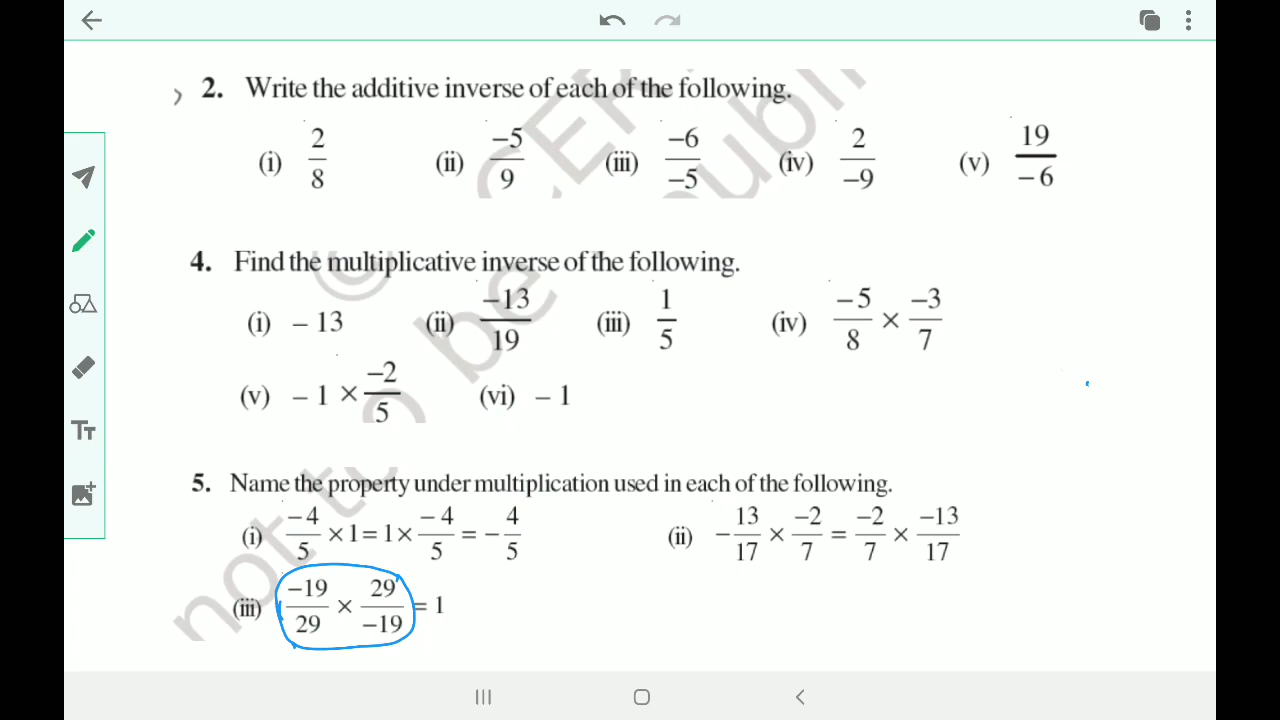 2. Write the additive inverse of each of the following.
(i) 2/8 (ii) -5/9 (iii) -6/-5 (iv) 2/-9 (v) 19/-6
4. Find the multiplicative inverse of the following.
(i) - 13 (ii) -13/19 (iii) 1/5 (iv) -5/8 × -3/7
(v) - 1 × -2/5 (vi) - 1
5. Name the property under multiplication used in each of the following.
(i) -4/5 × 1 = 1 × -4/5 = - 4/5 (ii) - 13/17 × -2/7 = -2/7 × -13/17
(iii) -19/29 × 29/-19 = 1
not to be